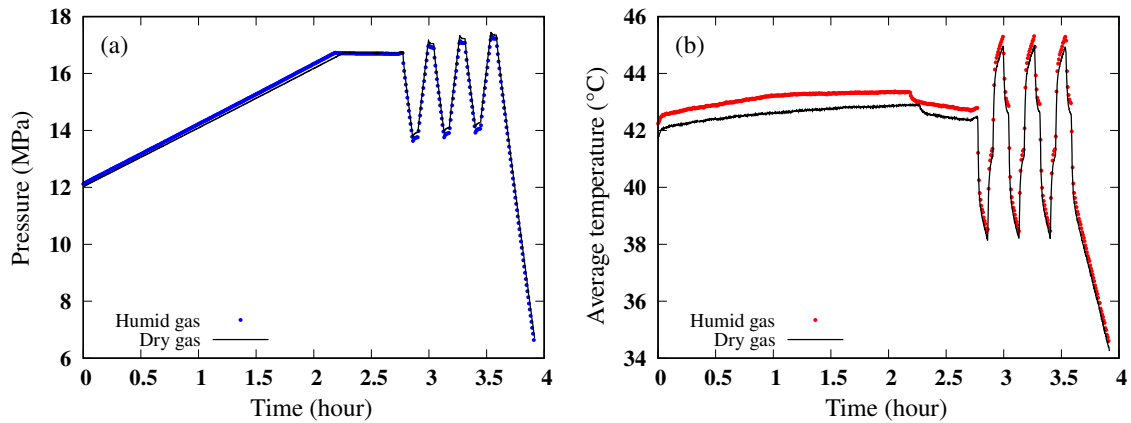 (a)
Pressure (MPa)
18
16
14
12
10
8
6
Humid gas
Dry gas
0 0.5 1 1.5 2 2.5 3 3.5 4
Time (hour)
(b)
Average temperature (°C)
46
44
42
40
38
36
34
Humid gas
Dry gas
0 0.5 1 1.5 2 2.5 3 3.5 4
Time (hour)